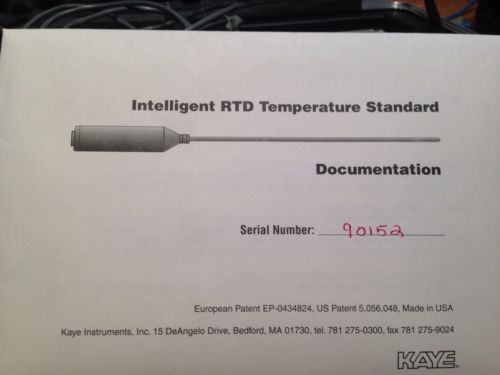 Intelligent RTD Temperature Standard
Documentation
Serial Number: 90152
European Patent EP-0434824, US Patent 5,056,048, Made in USA
Kaye Instruments, Inc. 15 DeAngelo Drive, Bedford, MA 01730, tel. 781 275-0300, fax 781 275-9024
KAYE®